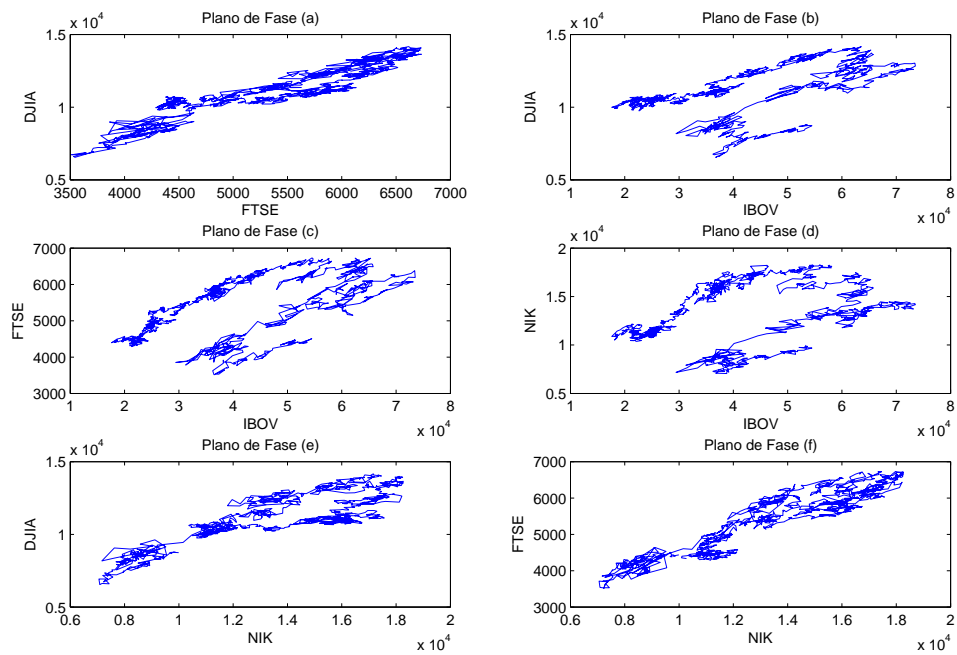 Plano de Fase (a)
x 10^4
1.5
1
0.5
DJIA
3500 4000 4500 5000 5500 6000 6500 7000
FTSE
Plano de Fase (b)
x 10^4
1.5
1
0.5
DJIA
1 2 3 4 5 6 7 8
IBOV
x 10^4
Plano de Fase (c)
7000
6000
5000
4000
3000
FTSE
1 2 3 4 5 6 7 8
IBOV
x 10^4
Plano de Fase (d)
x 10^4
2
1.5
1
0.5
NIK
1 2 3 4 5 6 7 8
IBOV
x 10^4
Plano de Fase (e)
x 10^4
1.5
1
0.5
DJIA
0.6 0.8 1 1.2 1.4 1.6 1.8 2
NIK
x 10^4
Plano de Fase (f)
7000
6000
5000
4000
3000
FTSE
0.6 0.8 1 1.2 1.4 1.6 1.8 2
NIK
x 10^4